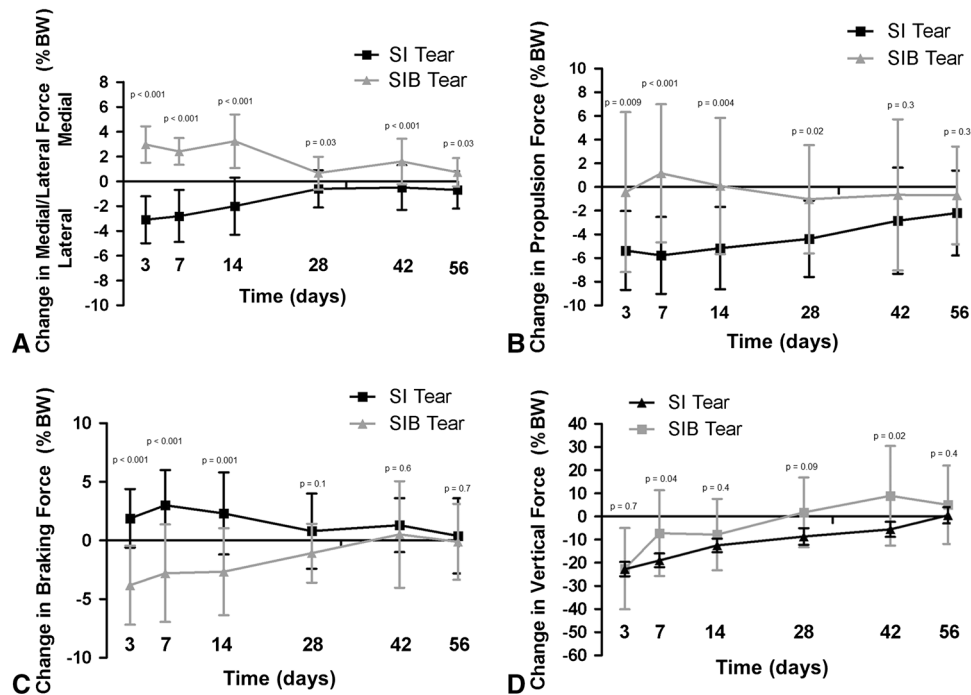 A
Change in Medial/Lateral Force (%BW)
Lateral Medial
SI Tear
SIB Tear
8
6
4
2
0
-2
-4
-6
-8
-10
p < 0.001
p < 0.001
p < 0.001
p = 0.03
p < 0.001
p = 0.03
3 7 14 28 42 56
Time (days)
B
Change in Propulsion Force (%BW)
SI Tear
SIB Tear
10
8
6
4
2
0
-2
-4
-6
-8
-10
p = 0.009
p < 0.001
p = 0.004
p = 0.02
p = 0.3
p = 0.3
3 7 14 28 42 56
Time (days)
C
Change in Braking Force (%BW)
SI Tear
SIB Tear
10
5
0
-5
-10
p < 0.001
p < 0.001
p = 0.001
p = 0.1
p = 0.6
p = 0.7
3 7 14 28 42 56
Time (days)
D
Change in Vertical Force (%BW)
SI Tear
SIB Tear
40
30
20
10
0
-10
-20
-30
-40
-50
-60
p = 0.7
p = 0.04
p = 0.4
p = 0.09
p = 0.02
p = 0.4
3 7 14 28 42 56
Time (days)